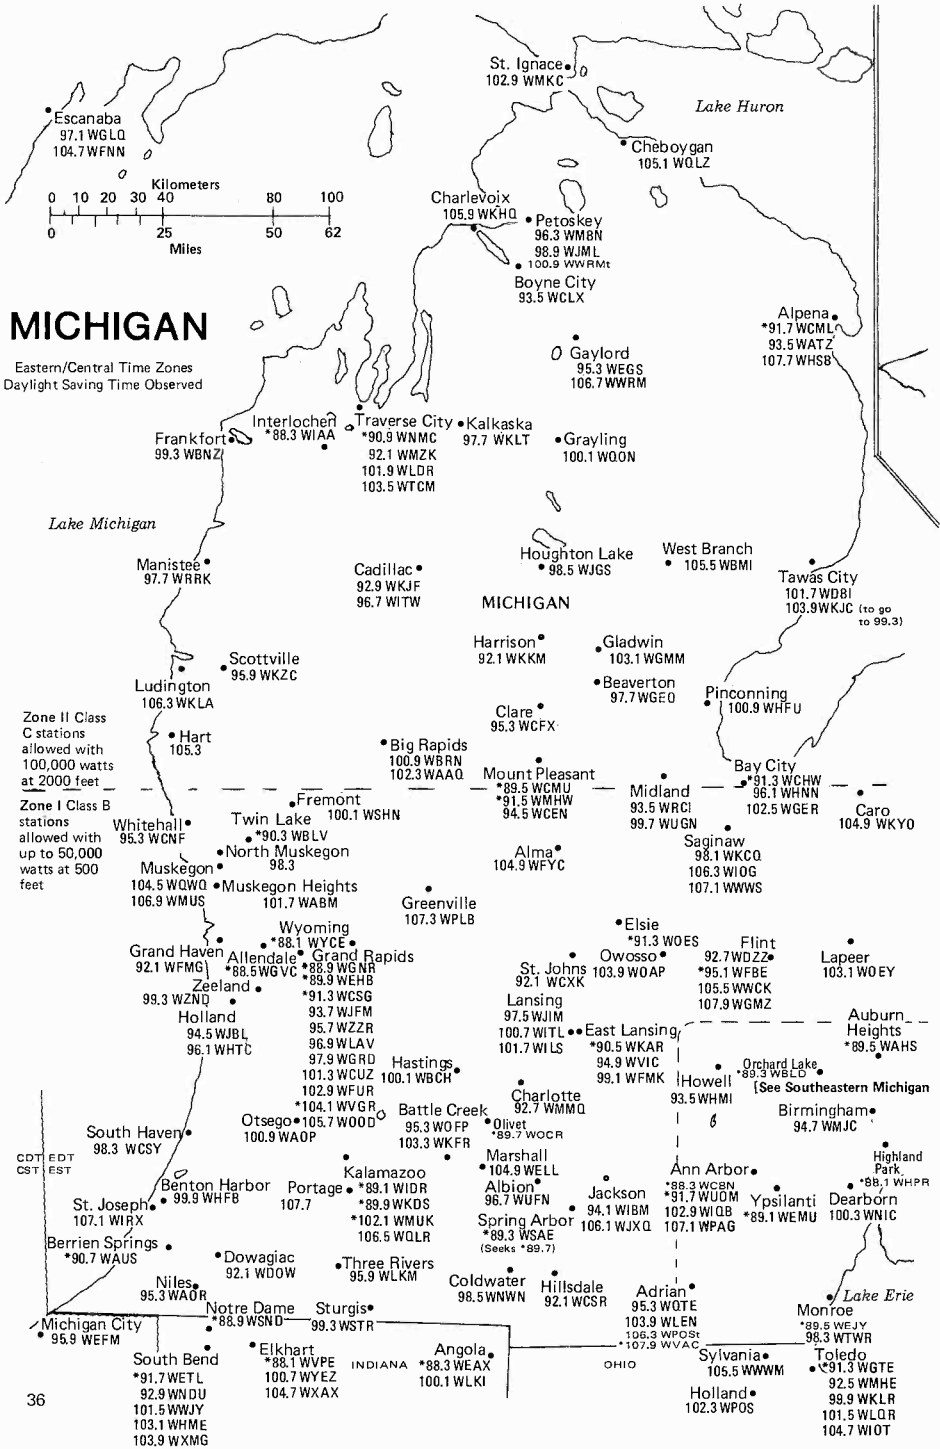 St. Ignace
102.9 WMKC
Lake Huron
Escanaba
97.1 WGLQ
104.7 WFNN
Cheboygan
105.1 WQLZ
Kilometers
0 10 20 30 40 80 100
0 25 50 62
Miles
Charlevoix
105.9 WKHQ
Petoskey
96.3 WMBN
98.9 WJML
100.9 WWRMt
Boyne City
93.5 WCLX
MICHIGAN
Eastern/Central Time Zones
Daylight Saving Time Observed
Alpena
*91.7 WCML
93.5 WATZ
107.7 WHSB
Gaylord
95.3 WEGS
106.7 WWRM
Interlochen
*88.3 WIAA
Traverse City
*90.9 WNMC
92.1 WMZK
101.9 WLDR
103.5 WTCM
Kalkaska
97.7 WKLT
Frankfort
99.3 WBNZ
Grayling
100.1 WQON
Lake Michigan
Manistee
97.7 WRRK
Cadillac
92.9 WKJF
96.7 WITW
Houghton Lake
98.5 WJGS
West Branch
105.5 WBMI
Tawas City
101.7 WDBI
103.9 WKJC (to go
to 99.3)
MICHIGAN
Harrison
92.1 WKKM
Gladwin
103.1 WGMM
Scottville
95.9 WKZC
Ludington
106.3 WKLA
Beaverton
97.7 WGEO
Pinconning
100.9 WHFU
Clare
95.3 WCFX
Zone II Class
C stations
allowed with
100,000 watts
at 2000 feet
Hart
105.3
Big Rapids
100.9 WBRN
102.3 WAAQ
Mount Pleasant
*89.5 WCMU
*91.5 WMHW
94.5 WCEN
Bay City
*91.3 WCHW
96.1 WHNN
102.5 WGER
Midland
93.5 WRCI
99.7 WUGN
Caro
104.9 WKYO
Zone I Class B
stations
allowed with
up to 50,000
watts at 500
feet
Fremont
100.1 WSHN
Whitehall
95.3 WCNF
Twin Lake
*90.3 WBLV
North Muskegon
98.3
Saginaw
98.1 WKCQ
106.3 WIOG
107.1 WWWS
Alma
104.9 WFYC
Muskegon
104.5 WQWQ
106.9 WMUS
Muskegon Heights
101.7 WABM
Greenville
107.3 WPLB
Wyoming
*88.1 WYCE
Elsie
*91.3 WOES
Grand Haven
92.1 WFMG
Allendale
*88.5 WGVC
Grand Rapids
*88.9 WGNR
*89.9 WEHB
*91.3 WCSG
93.7 WJFM
95.7 WZZR
96.9 WLAV
97.9 WGRD
101.3 WCUZ
102.9 WFUR
*104.1 WVGR
105.7 WOOD
St. Johns
92.1 WCXK
Owosso
103.9 WOAP
Flint
92.7 WDZZ
*95.1 WFBE
105.5 WWCK
107.9 WGMZ
Lapeer
103.1 WOEY
Zeeland
99.3 WZND
Holland
94.5 WJBL
96.1 WHTC
Lansing
97.5 WJIM
100.7 WITL
101.7 WILS
East Lansing
*90.5 WKAR
94.9 WVIC
99.1 WFMK
Auburn
Heights
*89.5 WAHS
Hastings
100.1 WBCH
Howell
93.5 WHMI
Orchard Lake
*89.3 WBLD
[See Southeastern Michigan
Charlotte
92.7 WMMQ
Otsego
100.9 WAOP
Battle Creek
95.3 WOFP
103.3 WKFR
Olivet
*89.7 WOCR
Birmingham
94.7 WMJC
South Haven
98.3 WCSY
CDT EDT
CST EST
Marshall
104.9 WELL
Highland
Park
*88.1 WHPR
Kalamazoo
*89.1 WIDR
*89.9 WKDS
*102.1 WMUK
106.5 WQLR
Portage
107.7
Benton Harbor
99.9 WHFB
Albion
96.7 WUFN
Jackson
94.1 WIBM
106.1 WJXQ
Ann Arbor
*88.3 WCBN
*91.7 WUOM
102.9 WIQB
107.1 WPAG
Ypsilanti
*89.1 WEMU
Dearborn
100.3 WNIC
St. Joseph
107.1 WIRX
Spring Arbor
*89.3 WSAE
(Seeks *89.7)
Berrien Springs
*90.7 WAUS
Dowagiac
92.1 WDOW
Three Rivers
95.9 WLKM
Coldwater
98.5 WNWN
Hillsdale
92.1 WCSR
Niles
95.3 WAOR
Adrian
95.3 WQTE
103.9 WLEN
106.3 WPOSt
*107.9 WVAC
Lake Erie
Monroe
*89.5 WEJY
98.3 WTWR
Notre Dame
*88.9 WSND
Sturgis
99.3 WSTR
Michigan City
95.9 WEFM
South Bend
*91.7 WETL
92.9 WNDU
101.5 WWJY
103.1 WHME
103.9 WXMG
Elkhart
*88.1 WVPE
100.7 WYEZ
104.7 WXAX
INDIANA
Angola
*88.3 WEAX
100.1 WLKI
OHIO
Sylvania
105.5 WWWM
Toledo
*91.3 WGTE
92.5 WMHE
99.9 WKLR
101.5 WLQR
104.7 WIOT
Holland
102.3 WPOS
36